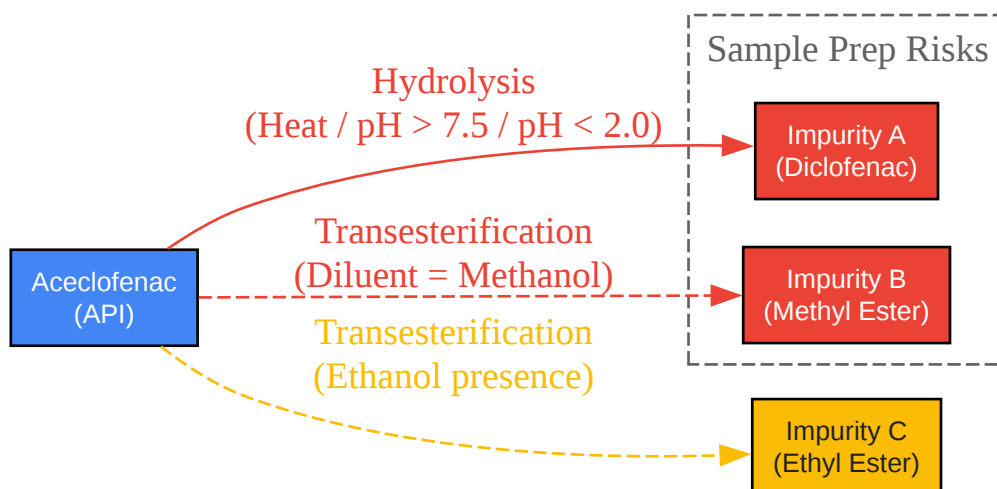 Sample Prep Risks
Hydrolysis
(Heat / pH > 7.5 / pH < 2.0)
Impurity A
(Diclofenac)
Transesterification
(Diluent = Methanol)
Aceclofenac
(API)
Impurity B
(Methyl Ester)
Transesterification
(Ethanol presence)
Impurity C
(Ethyl Ester)